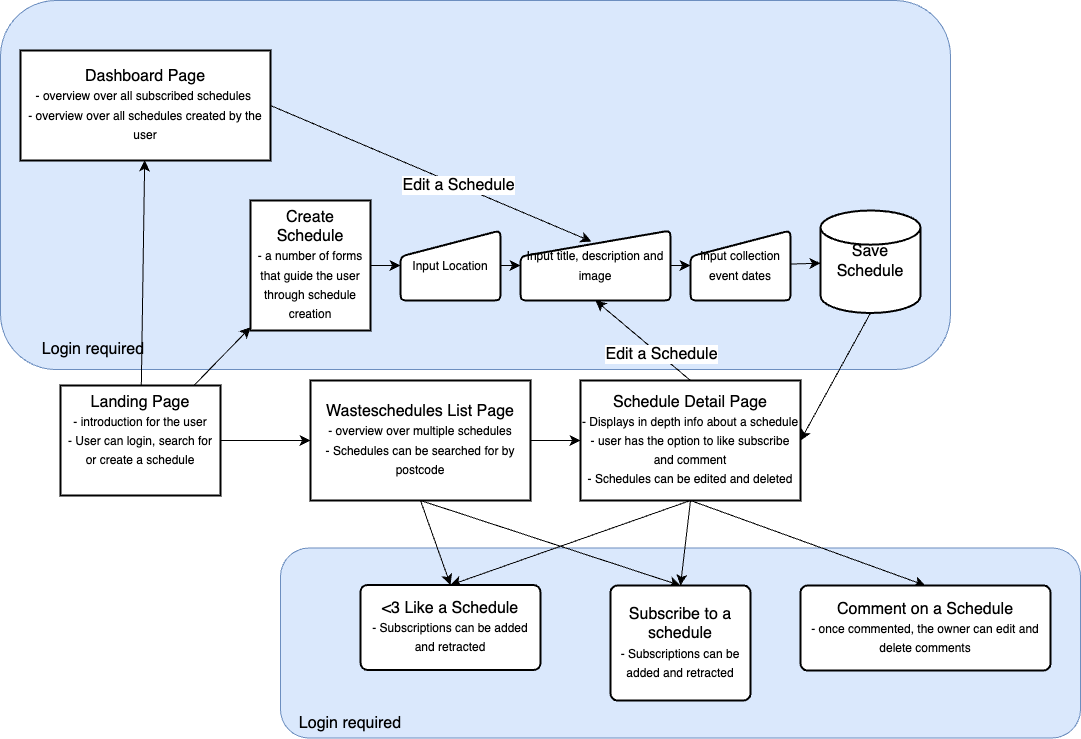 Dashboard Page
- overview over all subscribed schedules
- overview over all schedules created by the
user
Edit a Schedule
Create
Schedule
- a number of forms
that guide the user
through schedule
creation
Input Location
Input title, description and
image
Input collection
event dates
Save
Schedule
Login required
Edit a Schedule
Landing Page
- introduction for the user
- User can login, search for
or create a schedule
Wasteschedules List Page
- overview over multiple schedules
- Schedules can be searched for by
postcode
Schedule Detail Page
- Displays in depth info about a schedule
- user has the option to like subscribe
and comment
- Schedules can be edited and deleted
<3 Like a Schedule
- Subscriptions can be added
and retracted
Subscribe to a
schedule
- Subscriptions can be
added and retracted
Comment on a Schedule
- once commented, the owner can edit and
delete comments
Login required